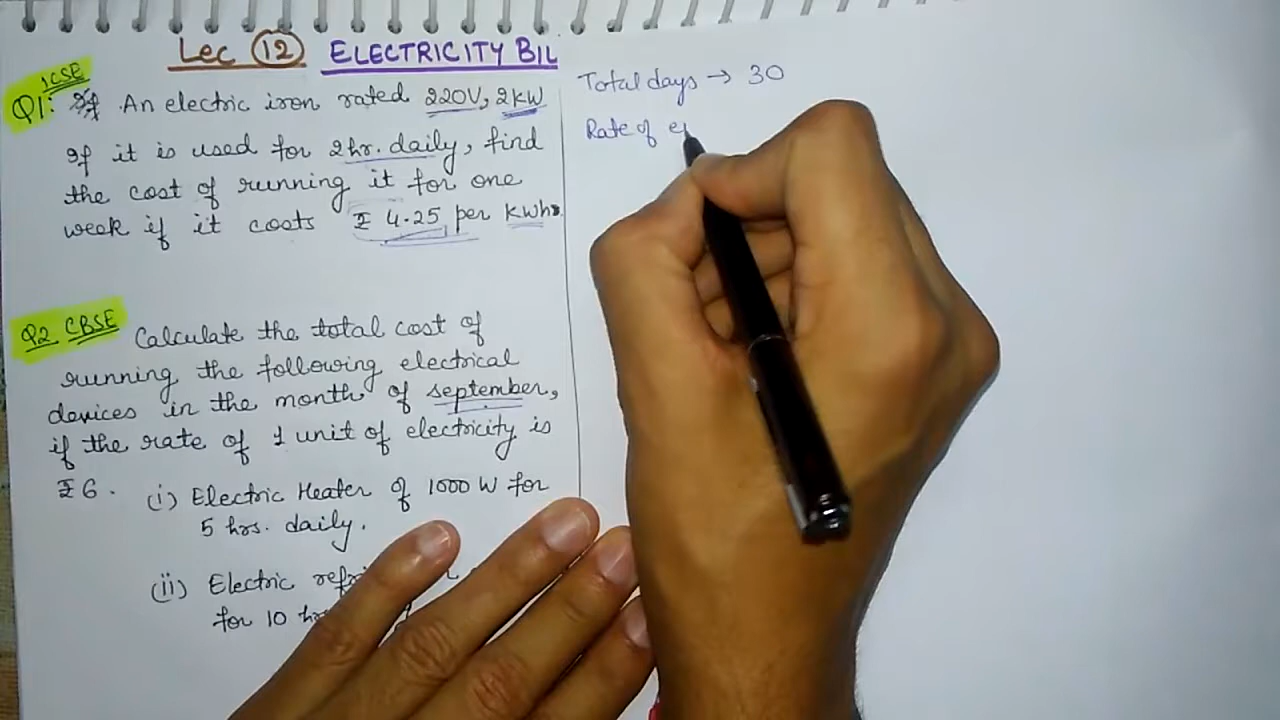 Lec 12 ELECTRICITY BIL
ICSE
Q1: An electric iron rated 220V, 2kW
If it is used for 2hr. daily, find
the cost of running it for one
week if it costs ₹ 4.25 per kWh.
Q2 CBSE Calculate the total cost of
running the following electrical
devices in the month of september,
if the rate of 1 unit of electricity is
₹ 6. (i) Electric Heater of 1000 W for
5 hrs. daily.
(ii) Electric
for 10
Total days → 30
Rate of